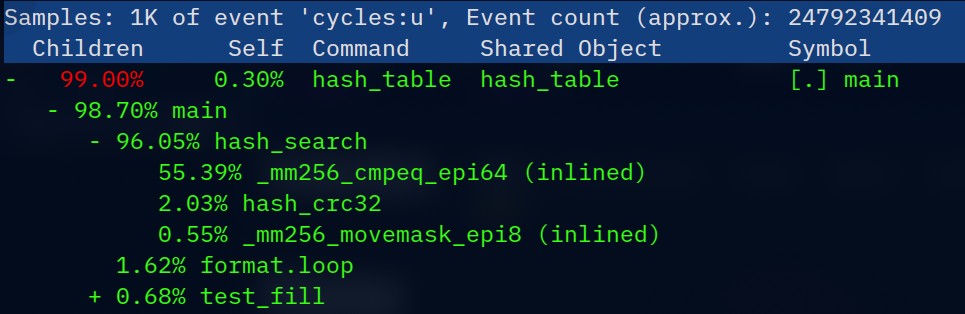 Samples: 1K of event 'cycles:u', Event count (approx.): 24792341409
Children Self Command Shared Object Symbol
- 99.00% 0.30% hash_table hash_table [.] main
- 98.70% main
- 96.05% hash_search
55.39% _mm256_cmpeq_epi64 (inlined)
2.03% hash_crc32
0.55% _mm256_movemask_epi8 (inlined)
1.62% format.loop
+ 0.68% test_fill